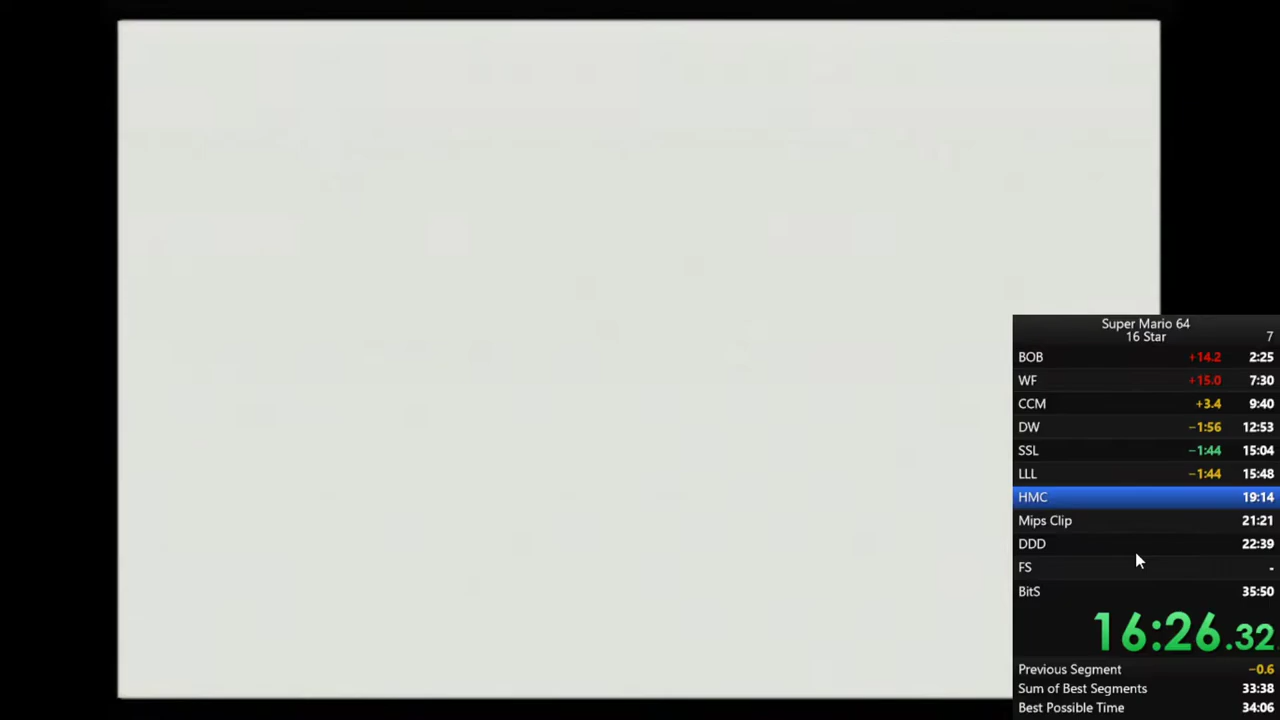 Super Mario 64
16 Star 7
BOB +14.2 2:25
WF +15.0 7:30
CCM +3.4 9:40
DW −1:56 12:53
SSL −1:44 15:04
LLL −1:44 15:48
HMC 19:14
Mips Clip 21:21
DDD 22:39
FS -
BitS 35:50
16:26.32
Previous Segment −0.6
Sum of Best Segments 33:38
Best Possible Time 34:06